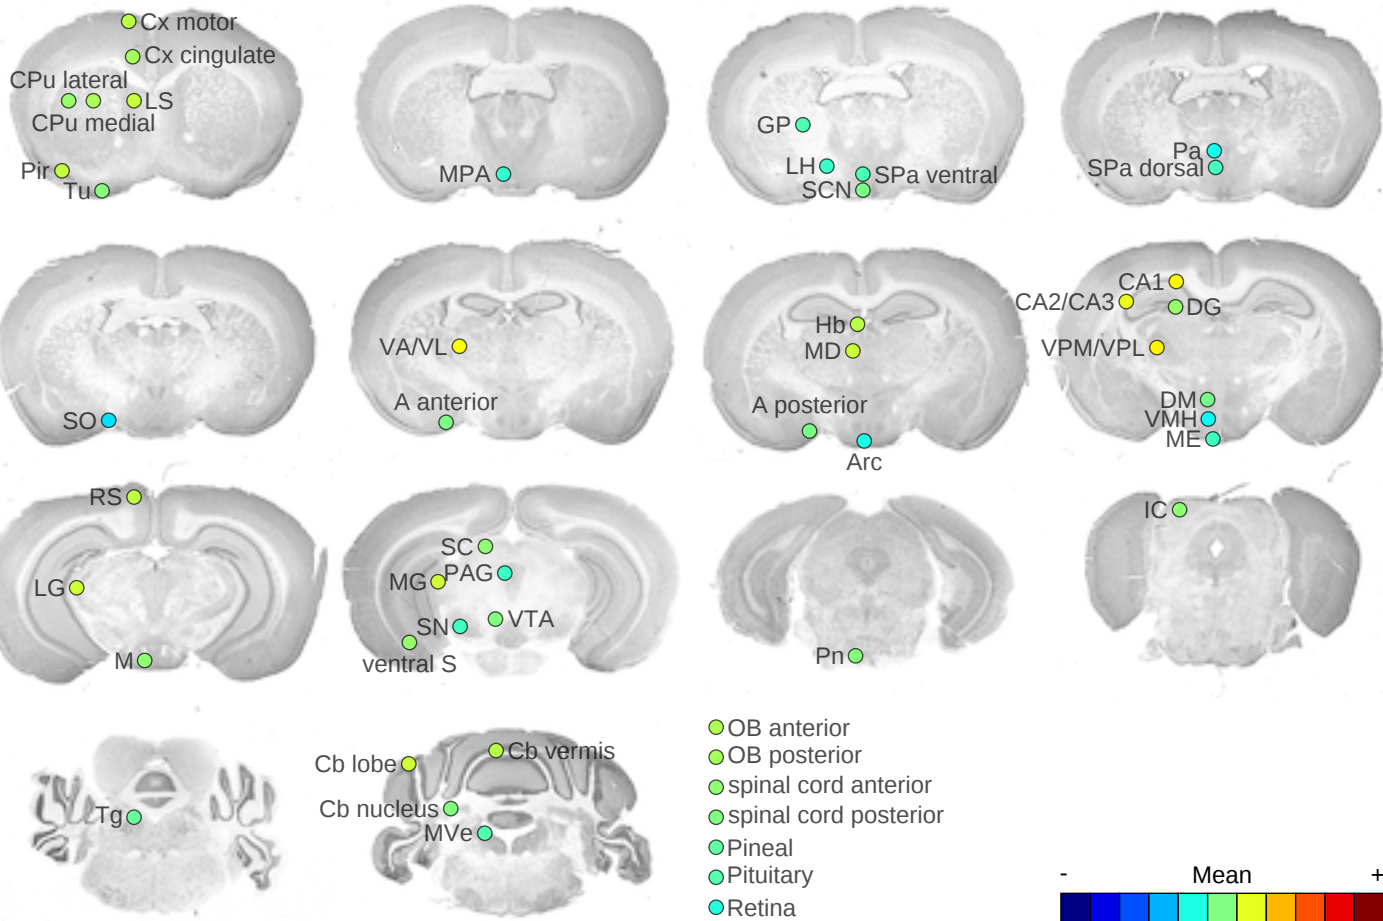 Cx motor
Cx cingulate
CPu lateral
LS
CPu medial
Pir
Tu
MPA
GP
LH
SPa ventral
SCN
Pa
SPa dorsal
SO
VA/VL
A anterior
Hb
MD
A posterior
Arc
CA1
CA2/CA3
DG
VPM/VPL
DM
VMH
ME
RS
LG
M
SC
PAG
MG
VTA
SN
ventral S
Pn
IC
Tg
Cb vermis
Cb lobe
Cb nucleus
MVe
OB anterior
OB posterior
spinal cord anterior
spinal cord posterior
Pineal
Pituitary
Retina
- Mean +